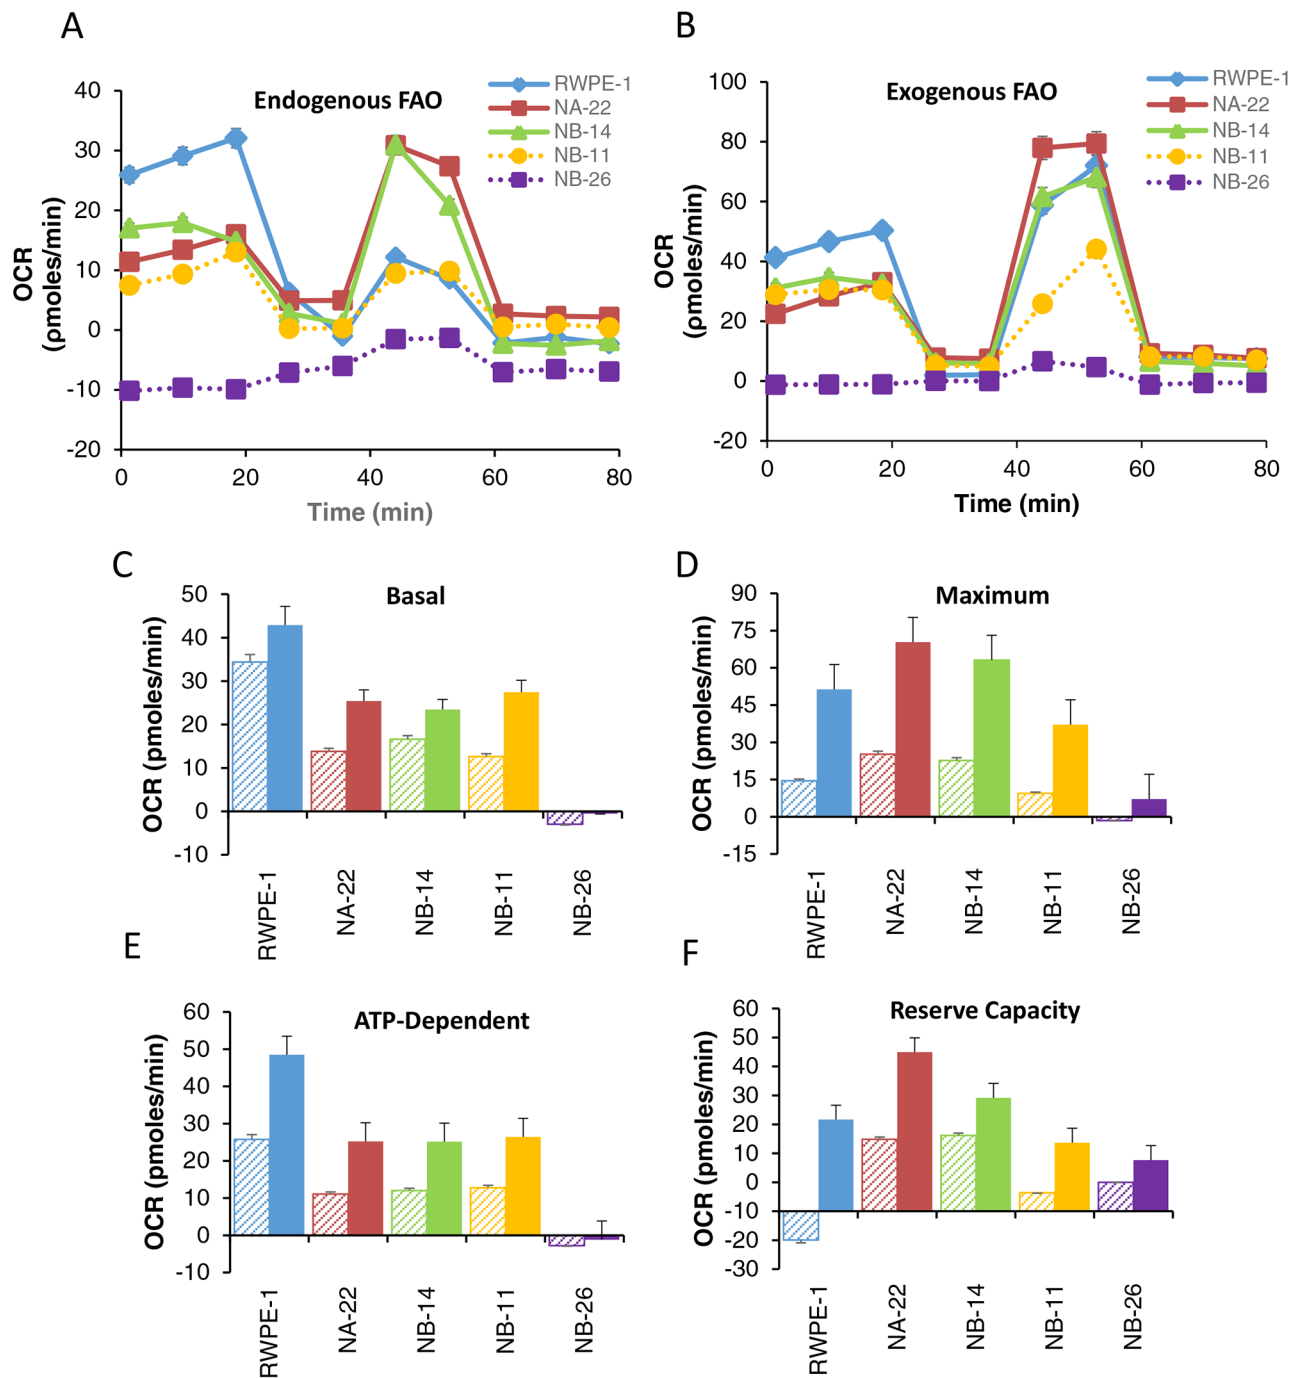 A
B
Endogenous FAO
RWPE-1
NA-22
NB-14
NB-11
NB-26
40
30
20
10
0
-10
-20
OCR
(pmoles/min)
0
20
40
60
80
Time (min)
Exogenous FAO
RWPE-1
NA-22
NB-14
NB-11
NB-26
100
80
60
40
20
0
-20
OCR
(pmoles/min)
0
20
40
60
80
Time (min)
C
Basal
50
40
30
20
10
0
-10
OCR (pmoles/min)
RWPE-1
NA-22
NB-14
NB-11
NB-26
D
Maximum
90
75
60
45
30
15
0
-15
OCR (pmoles/min)
RWPE-1
NA-22
NB-14
NB-11
NB-26
E
ATP-Dependent
60
50
40
30
20
10
0
-10
OCR (pmoles/min)
RWPE-1
NA-22
NB-14
NB-11
NB-26
F
Reserve Capacity
60
50
40
30
20
10
0
-10
-20
-30
OCR (pmoles/min)
RWPE-1
NA-22
NB-14
NB-11
NB-26